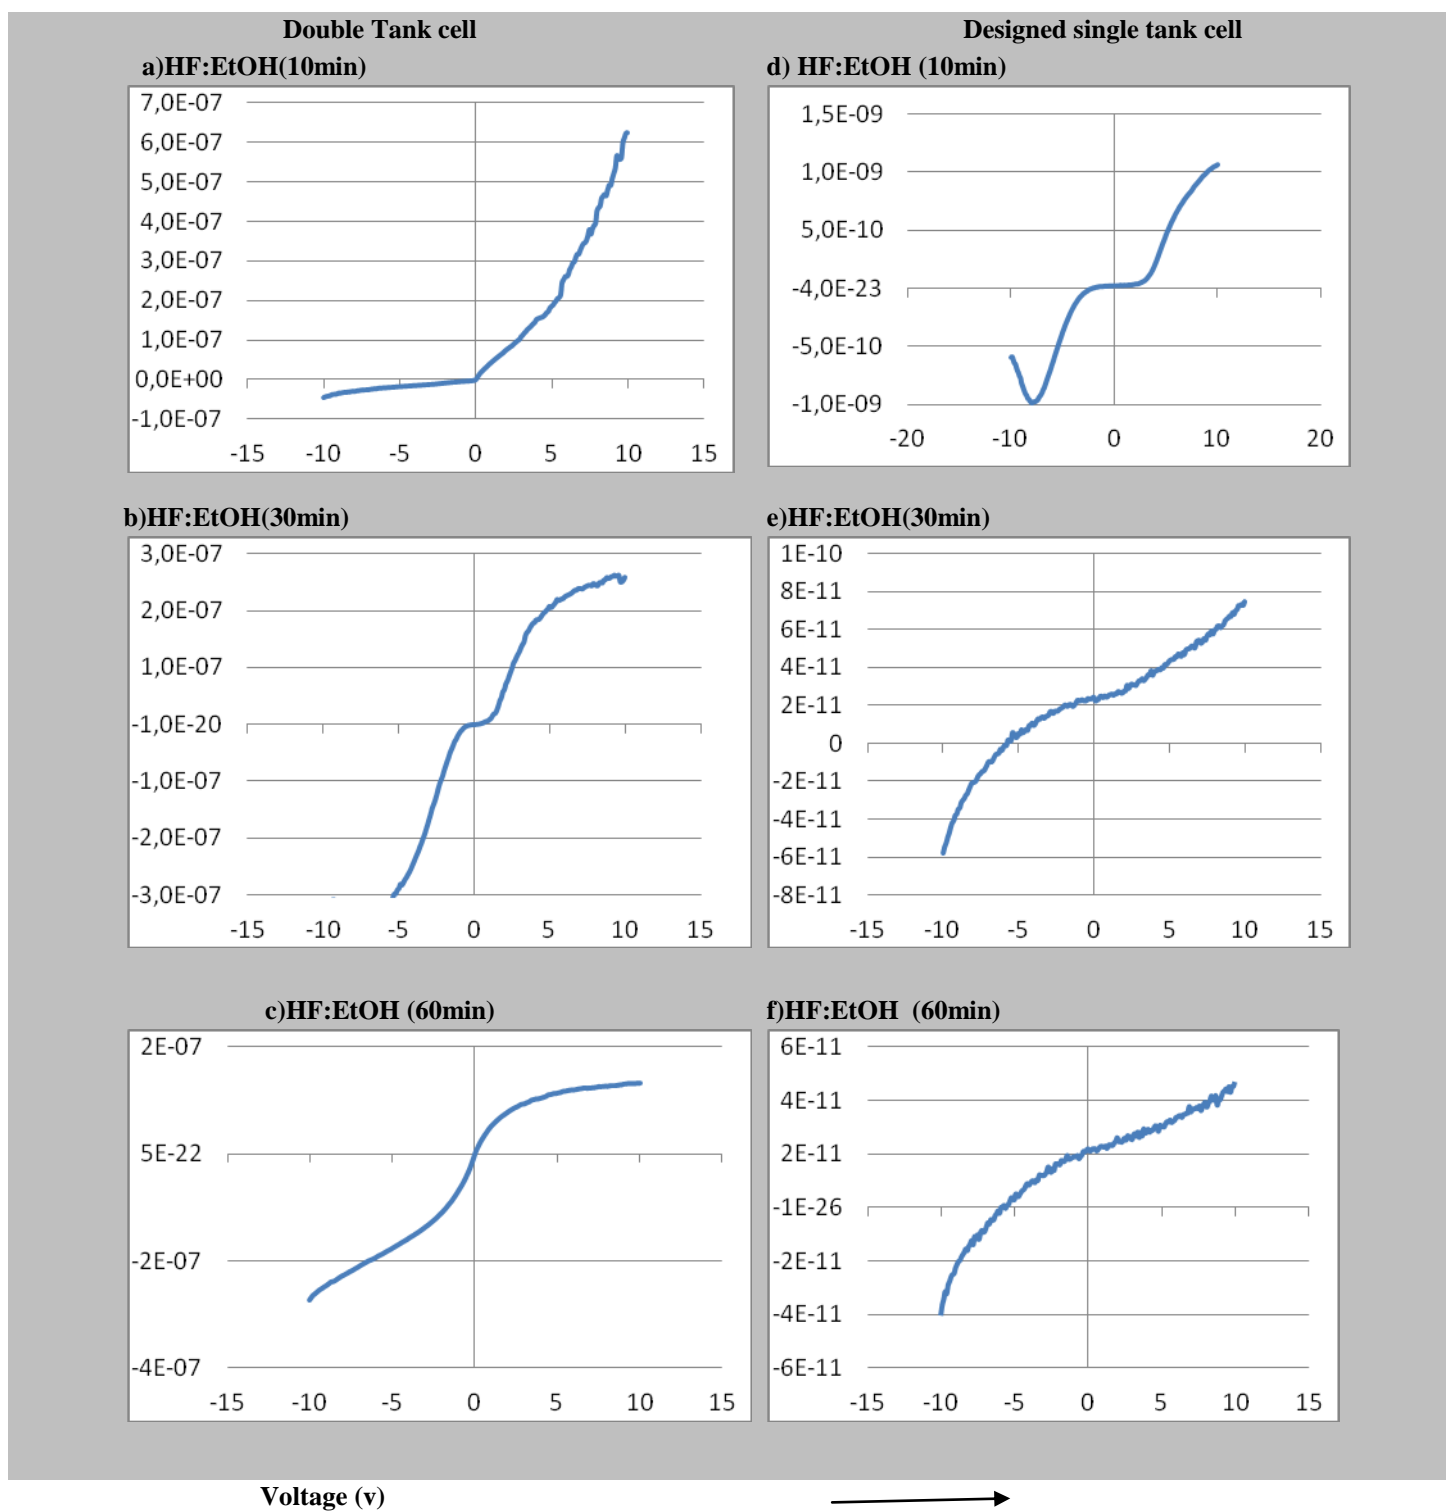 Double Tank cell
Designed single tank cell
a)HF:EtOH(10min)
7,0E-07
6,0E-07
5,0E-07
4,0E-07
3,0E-07
2,0E-07
1,0E-07
0,0E+00
-1,0E-07
-15 -10 -5 0 5 10 15
d) HF:EtOH (10min)
1,5E-09
1,0E-09
5,0E-10
-4,0E-23
-5,0E-10
-1,0E-09
-20 -10 0 10 20
b)HF:EtOH(30min)
3,0E-07
2,0E-07
1,0E-07
-1,0E-20
-1,0E-07
-2,0E-07
-3,0E-07
-15 -10 -5 0 5 10 15
e)HF:EtOH(30min)
1E-10
8E-11
6E-11
4E-11
2E-11
0
-2E-11
-4E-11
-6E-11
-8E-11
-15 -10 -5 0 5 10 15
c)HF:EtOH (60min)
2E-07
5E-22
-2E-07
-4E-07
-15 -10 -5 0 5 10 15
f)HF:EtOH (60min)
6E-11
4E-11
2E-11
-1E-26
-2E-11
-4E-11
-6E-11
-15 -10 -5 0 5 10 15
Voltage (v)